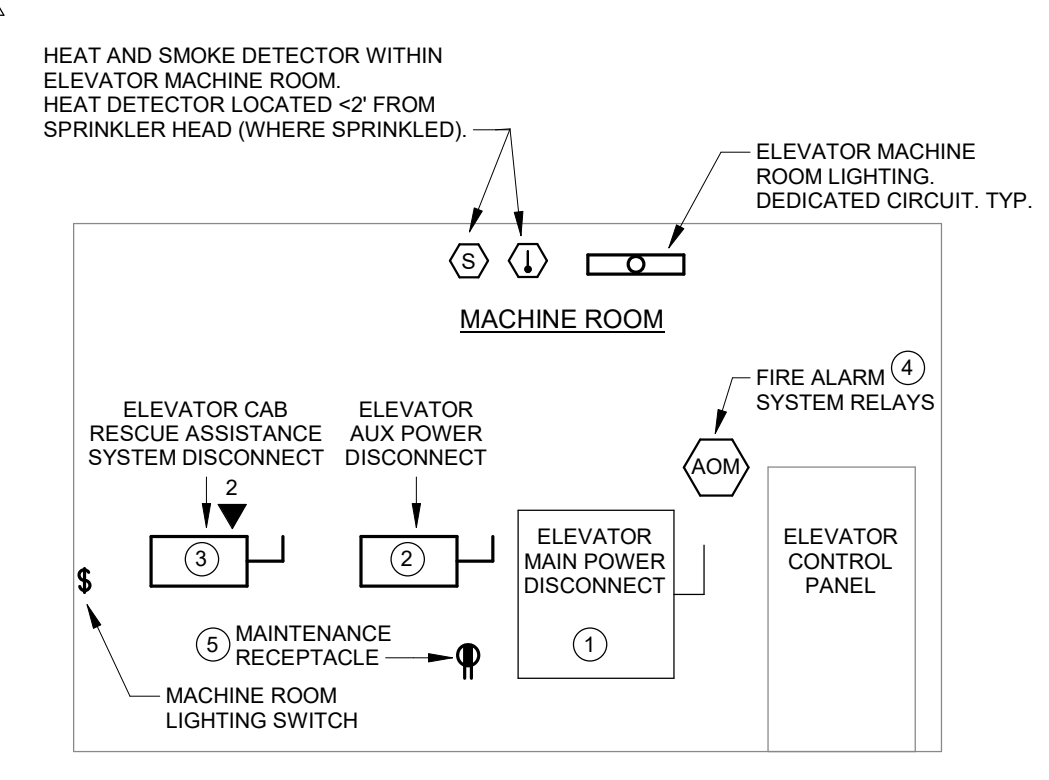 HEAT AND SMOKE DETECTOR WITHIN
ELEVATOR MACHINE ROOM.
HEAT DETECTOR LOCATED <2' FROM
SPRINKLER HEAD (WHERE SPRINKLED).
ELEVATOR MACHINE
ROOM LIGHTING.
DEDICATED CIRCUIT. TYP.
S
MACHINE ROOM
FIRE ALARM 4
SYSTEM RELAYS
ELEVATOR CAB
RESCUE ASSISTANCE
SYSTEM DISCONNECT
2
ELEVATOR
AUX POWER
DISCONNECT
AOM
3
2
ELEVATOR
MAIN POWER
DISCONNECT
1
ELEVATOR
CONTROL
PANEL
$
5 MAINTENANCE
RECEPTACLE
MACHINE ROOM
LIGHTING SWITCH